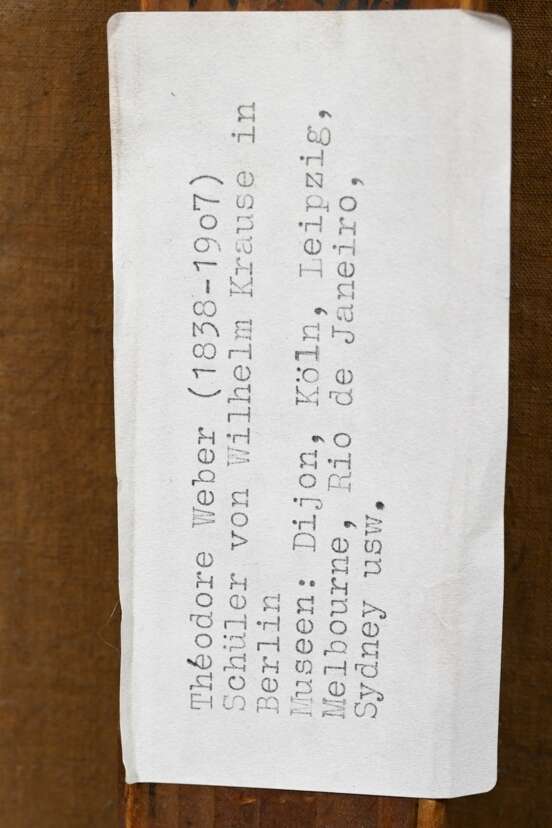 Théodore Weber (1838-1907)
Schüler von Wilhelm Krause in
Berlin
Museen: Dijon, Köln, Leipzig,
Melbourne, Rio de Janeiro,
Sydney usw.